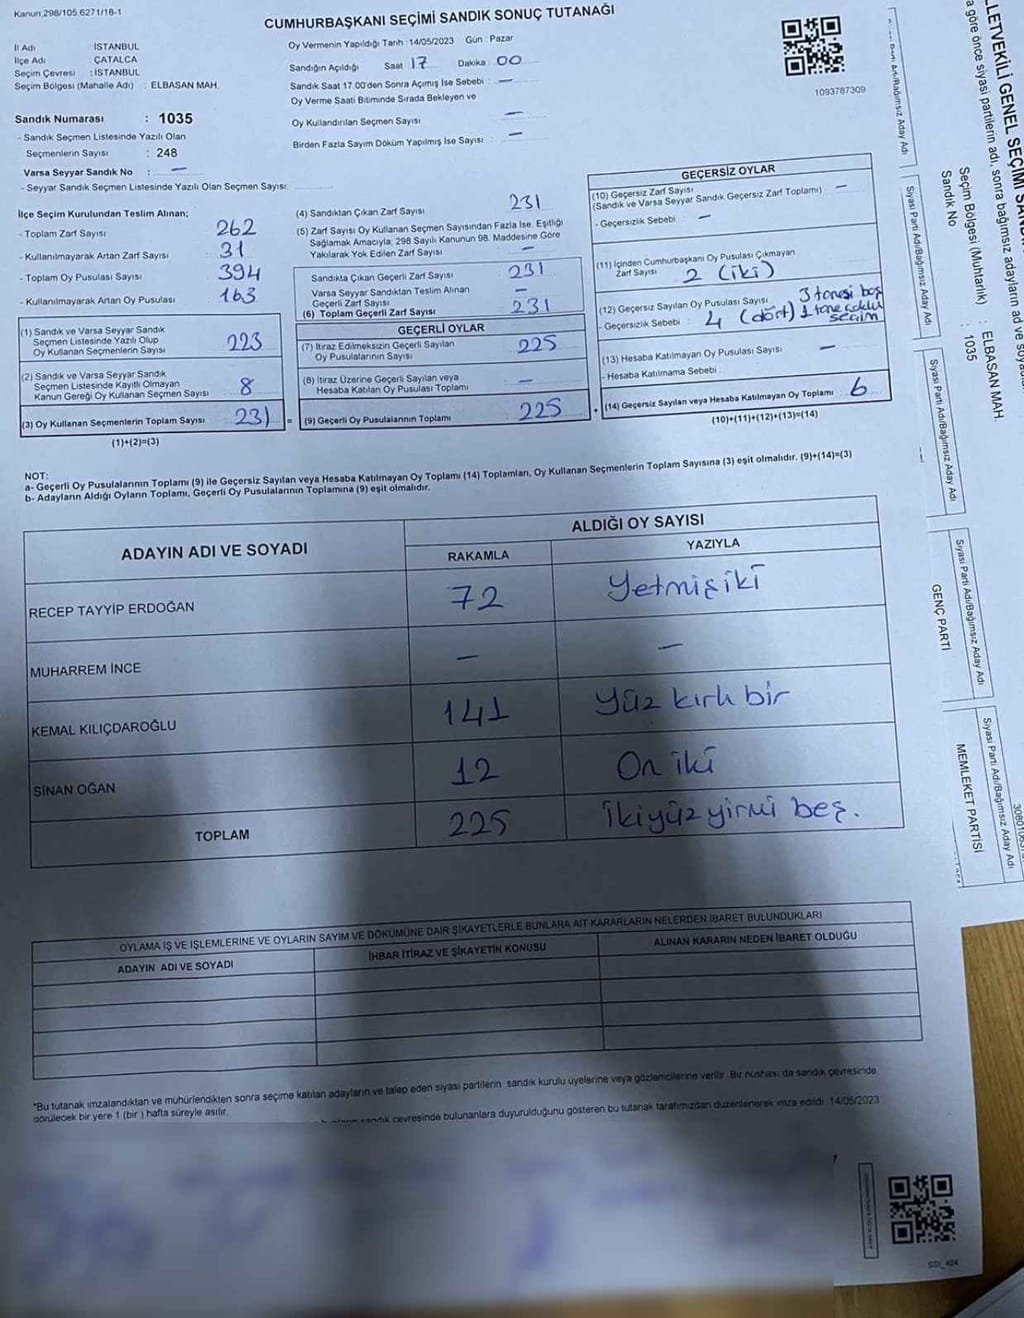 Kanun,298/105,6271/18-1
CUMHURBAŞKANI SEÇİMİ SANDIK SONUÇ TUTANAĞI
İl Adı : İSTANBUL
İlçe Adı : ÇATALCA
Seçim Çevresi : İSTANBUL
Seçim Bölgesi (Mahalle Adı) : ELBASAN MAH.
Sandık Numarası : 1035
- Sandık Seçmen Listesinde Yazılı Olan
Seçmenlerin Sayısı : 248
Varsa Seyyar Sandık No : —
- Seyyar Sandık Seçmen Listesinde Yazılı Olan Seçmen Sayısı:
Oy Vermenin Yapıldığı Tarih :14/05/2023 Gün : Pazar
Sandığın Açıldığı Saat 17 Dakika : 00
Sandık Saat 17.00'den Sonra Açımış İse Sebebi : —
Oy Verme Saati Bitiminde Sırada Bekleyen ve
Oy Kullandırılan Seçmen Sayısı —
Birden Fazla Sayım Döküm Yapılmış İse Sayısı : —
1093787309
İlçe Seçim Kurulundan Teslim Alınan;
- Toplam Zarf Sayısı 262
- Kullanılmayarak Artan Zarf Sayısı 31
- Toplam Oy Pusulası Sayısı 394
- Kullanılmayarak Artan Oy Pusulası 163
(1) Sandık ve Varsa Seyyar Sandık
Seçmen Listesinde Yazılı Olup
Oy Kullanan Seçmenlerin Sayısı 223
(2) Sandık ve Varsa Seyyar Sandık
Seçmen Listesinde Kayıtlı Olmayan
Kanun Gereği Oy Kullanan Seçmen Sayısı 8
(3) Oy Kullanan Seçmenlerin Toplam Sayısı 231 =
(1)+(2)=(3)
(4) Sandıktan Çıkan Zarf Sayısı 231
(5) Zarf Sayısı Oy Kullanan Seçmen Sayısından Fazla İse, Eşitliği
Sağlamak Amacıyla; 298 Sayılı Kanunun 98. Maddesine Göre
Yakılarak Yok Edilen Zarf Sayısı —
Sandıkta Çıkan Geçerli Zarf Sayısı 231
Varsa Seyyar Sandıktan Teslim Alınan
Geçerli Zarf Sayısı —
(6) Toplam Geçerli Zarf Sayısı 231
GEÇERLİ OYLAR
(7) İtiraz Edilmeksizin Geçerli Sayılan
Oy Pusulalarının Sayısı 225
(8) İtiraz Üzerine Geçerli Sayılan veya
Hesaba Katılan Oy Pusulası Toplamı —
(9) Geçerli Oy Pusulalarının Toplamı 225 +
GEÇERSİZ OYLAR
(10) Geçersiz Zarf Sayısı
(Sandık ve Varsa Seyyar Sandık Geçersiz Zarf Toplamı) —
- Geçersizlik Sebebi : —
(11) İçinden Cumhurbaşkanı Oy Pusulası Çıkmayan
Zarf Sayısı 2 (iki)
(12) Geçersiz Sayılan Oy Pusulası Sayısı 3 tanesi boş
- Geçersizlik Sebebi : 4 (dört) 1 tane çoklu
seçim
(13) Hesaba Katılmayan Oy Pusulası Sayısı —
- Hesaba Katılmama Sebebi
(14) Geçersiz Sayılan veya Hesaba Katılmayan Oy Toplamı 6
(10)+(11)+(12)+(13)=(14)
NOT:
a- Geçerli Oy Pusulalarının Toplamı (9) ile Geçersiz Sayılan veya Hesaba Katılmayan Oy Toplamı (14) Toplamları, Oy Kullanan Seçmenlerin Toplam Sayısına (3) eşit olmalıdır. (9)+(14)=(3)
b- Adayların Aldığı Oyların Toplamı, Geçerli Oy Pusulalarının Toplamına (9) eşit olmalıdır.
ADAYIN ADI VE SOYADI
ALDIĞI OY SAYISI
RAKAMLA YAZIYLA
RECEP TAYYİP ERDOĞAN 72 Yetmişiki
MUHARREM İNCE — —
KEMAL KILIÇDAROĞLU 141 Yüz kırk bir
SİNAN OĞAN 12 On iki
TOPLAM 225 ikiyüz yirmi beş.
OYLAMA İŞ VE İŞLEMLERİNE VE OYLARIN SAYIM VE DÖKÜMÜNE DAİR ŞİKAYETLERLE BUNLARA AİT KARARLARIN NELERDEN İBARET BULUNDUKLARI
ADAYIN ADI VE SOYADI İHBAR İTİRAZ VE ŞİKAYETİN KONUSU ALINAN KARARIN NEDEN İBARET OLDUĞU
*Bu tutanak imzalandıktan ve mühürlendikten sonra seçime katılan adayların ve talep eden siyasi partilerin sandık kurulu üyelerine veya gözlemcilerine verilir. Bir nüshası da sandık çevresinde
görülecek bir yere 1 (bir ) hafta süreyle asılır.
sandık çevresinde bulunanlara duyurulduğunu gösteren bu tutanak tarafımızdan düzenlenerek imza edildi. 14/05/2023
SSI_404
LETVEKİLİ GENEL SEÇİMİ
a göre önce siyasi partilerin adı, sonra bağımsız adayların ad ve
Seçim Bölgesi (Muhtarlık) : ELBASAN MAH.
Sandık No : 1035
Siyasi Parti Adı/Bağımsız Aday Adı
Siyasi Parti Adı/Bağımsız Aday Adı
Siyasi Parti Adı/Bağımsız Aday Adı
GENÇ PARTİ
Siyasi Parti Adı/Bağımsız Aday Adı
MEMLEKET PARTİSİ
Siyasi Parti Adı/Bağımsız Aday Adı